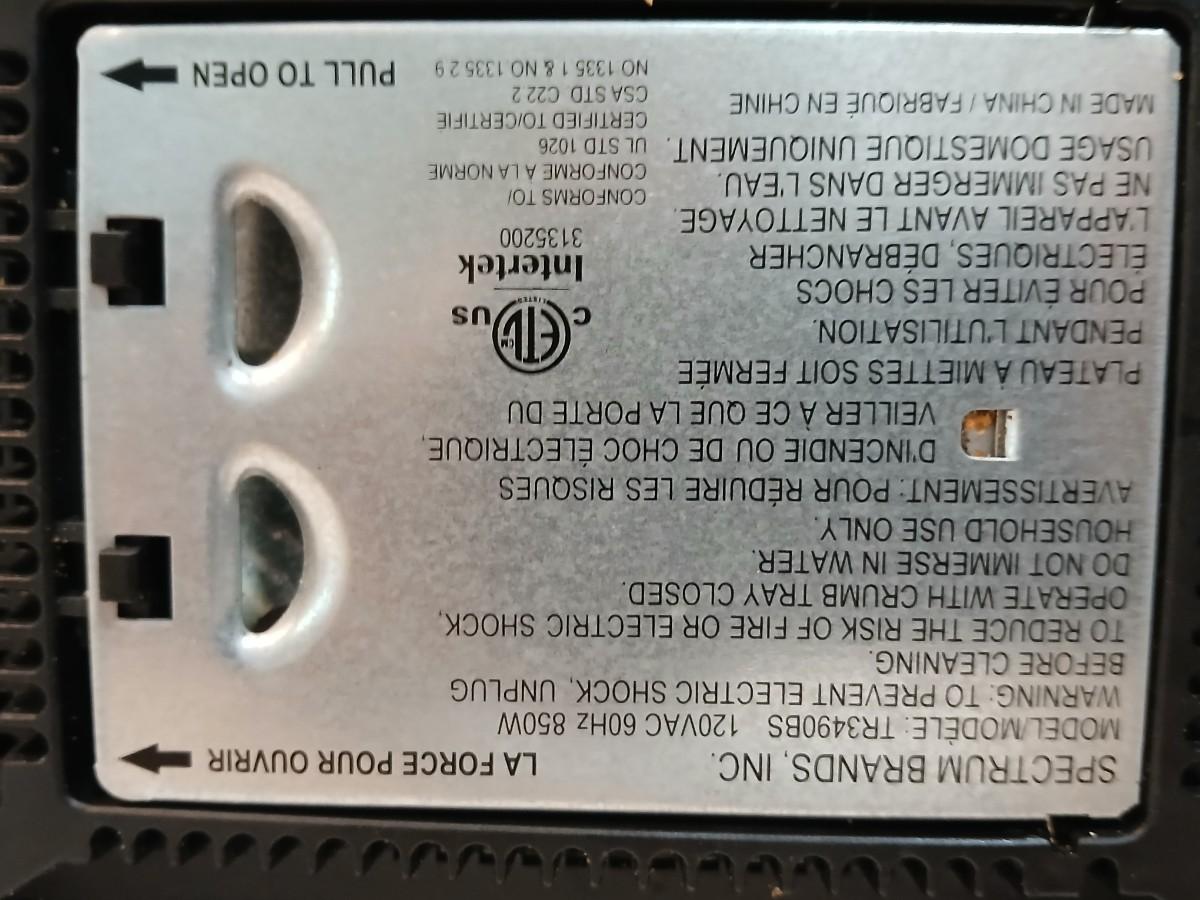 SPECTRUM BRANDS, INC.
LA FORCE POUR OUVRIR
MODEL/MODÈLE: TR3490BS 120VAC 60Hz 850W
WARNING: TO PREVENT ELECTRIC SHOCK, UNPLUG
BEFORE CLEANING.
TO REDUCE THE RISK OF FIRE OR ELECTRIC SHOCK,
OPERATE WITH CRUMB TRAY CLOSED.
DO NOT IMMERSE IN WATER.
HOUSEHOLD USE ONLY.
AVERTISSEMENT: POUR RÉDUIRE LES RISQUES
D'INCENDIE OU DE CHOC ÉLECTRIQUE,
VEILLER À CE QUE LA PORTE DU
PLATEAU À MIETTES SOIT FERMÉE
PENDANT L'UTILISATION.
POUR ÉVITER LES CHOCS
ÉLECTRIQUES, DÉBRANCHER
L'APPAREIL AVANT LE NETTOYAGE.
NE PAS IMMERGER DANS L'EAU.
USAGE DOMESTIQUE UNIQUEMENT.
MADE IN CHINA / FABRIQUÉ EN CHINE
C ETL CM US
LISTED
Intertek
3135200
CONFORMS TO/
CONFORME A LA NORME
UL STD 1026
CERTIFIED TO/CERTIFIÉ
CSA STD C22 2
NO 1335 1 & NO 1335 2 9
PULL TO OPEN